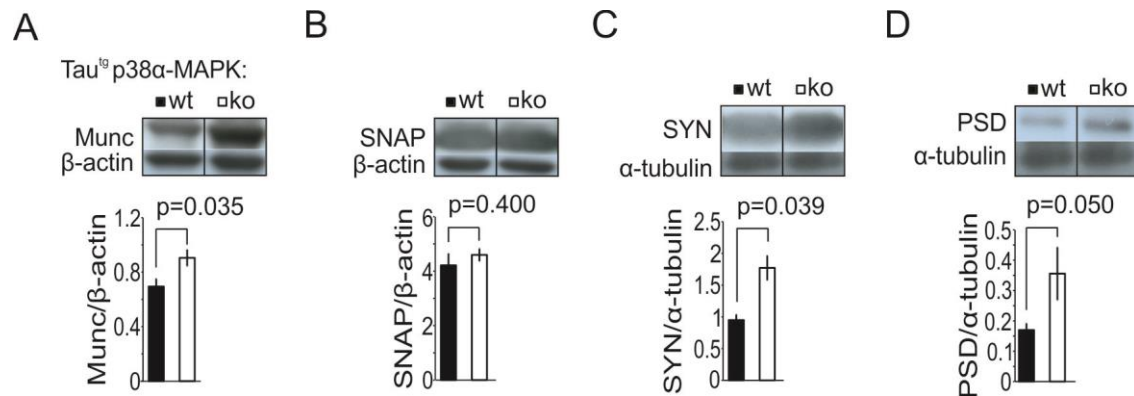 A
Tau^tg p38α-MAPK:
■wt □ko
Munc
β-actin
p=0.035
1.2
0.8
0.4
0
Munc/β-actin
B
■wt □ko
SNAP
β-actin
p=0.400
6
4
2
0
SNAP/β-actin
C
■wt □ko
SYN
α-tubulin
p=0.039
2.5
2
1.5
1
0.5
0
SYN/α-tubulin
D
■wt □ko
PSD
α-tubulin
p=0.050
0.5
0.4
0.3
0.2
0.1
0
PSD/α-tubulin